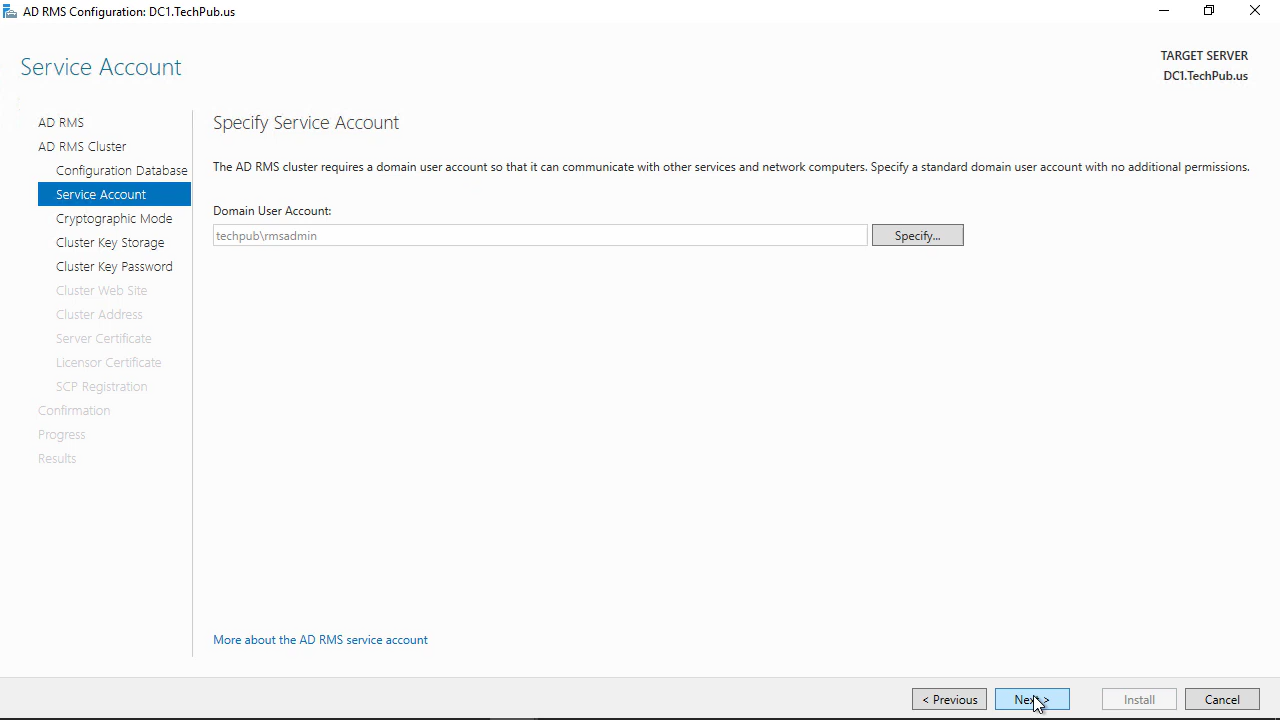 AD RMS Configuration: DC1.TechPub.us
Service Account
TARGET SERVER
DC1.TechPub.us
AD RMS
AD RMS Cluster
Configuration Database
Service Account
Cryptographic Mode
Cluster Key Storage
Cluster Key Password
Cluster Web Site
Cluster Address
Server Certificate
Licensor Certificate
SCP Registration
Confirmation
Progress
Results
Specify Service Account
The AD RMS cluster requires a domain user account so that it can communicate with other services and network computers. Specify a standard domain user account with no additional permissions.
Domain User Account:
techpub\rmsadmin
Specify...
More about the AD RMS service account
< Previous
Next >
Install
Cancel